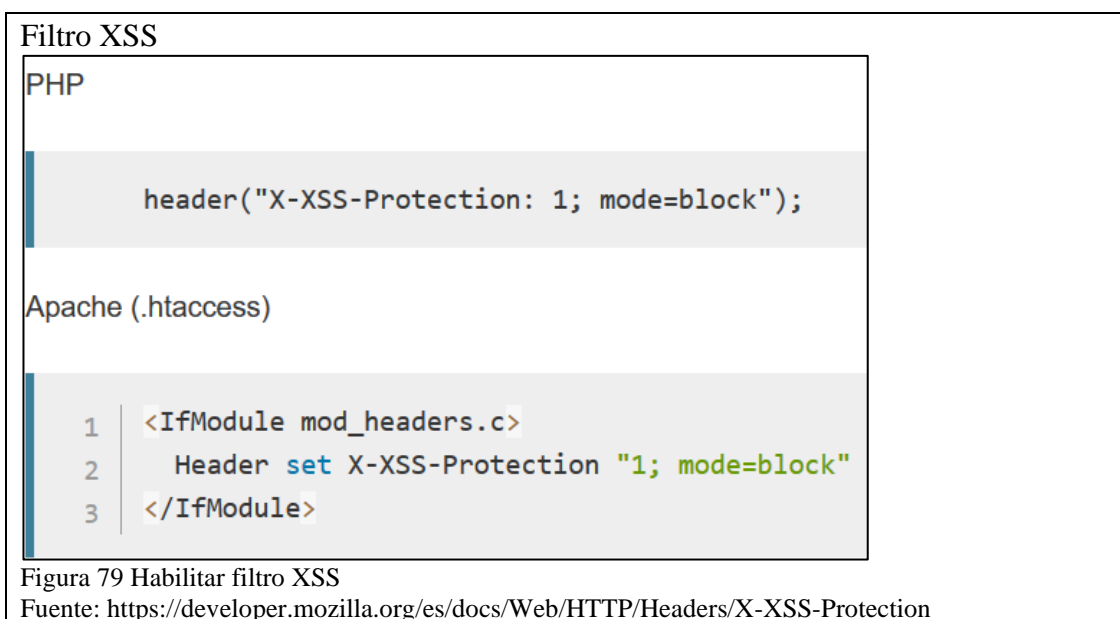 Filtro XSS
PHP
header("X-XSS-Protection: 1; mode=block");
Apache (.htaccess)
1 <IfModule mod_headers.c>
2 Header set X-XSS-Protection "1; mode=block"
3 </IfModule>
Figura 79 Habilitar filtro XSS
Fuente: https://developer.mozilla.org/es/docs/Web/HTTP/Headers/X-XSS-Protection